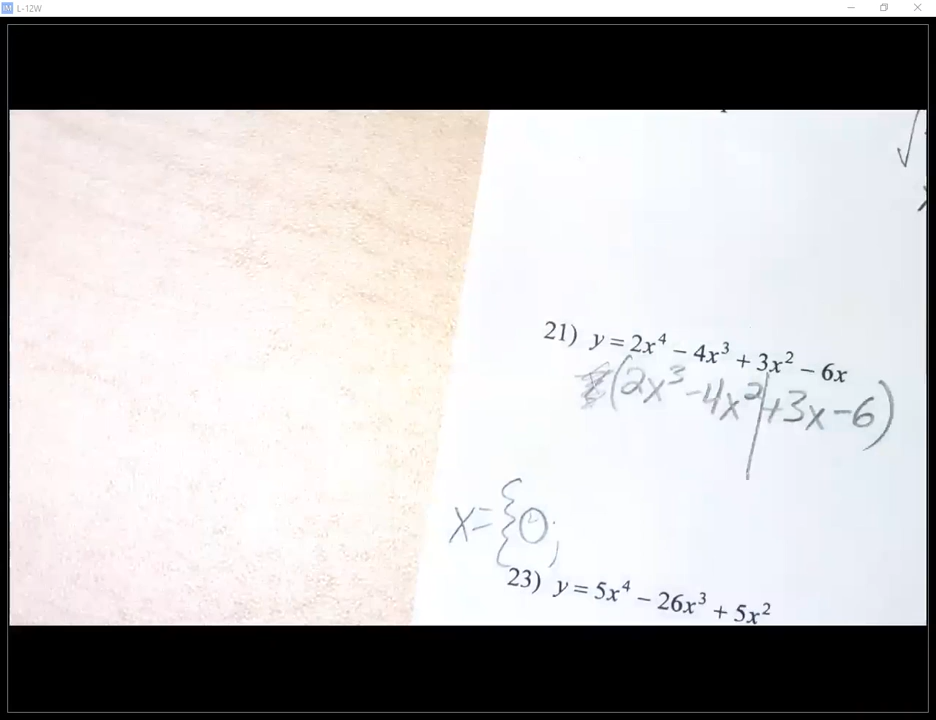 L-12W
21) y = 2x⁴ − 4x³ + 3x² − 6x
(2x³ -4x² +3x -6)
x = { 0,
23) y = 5x⁴ − 26x³ + 5x²